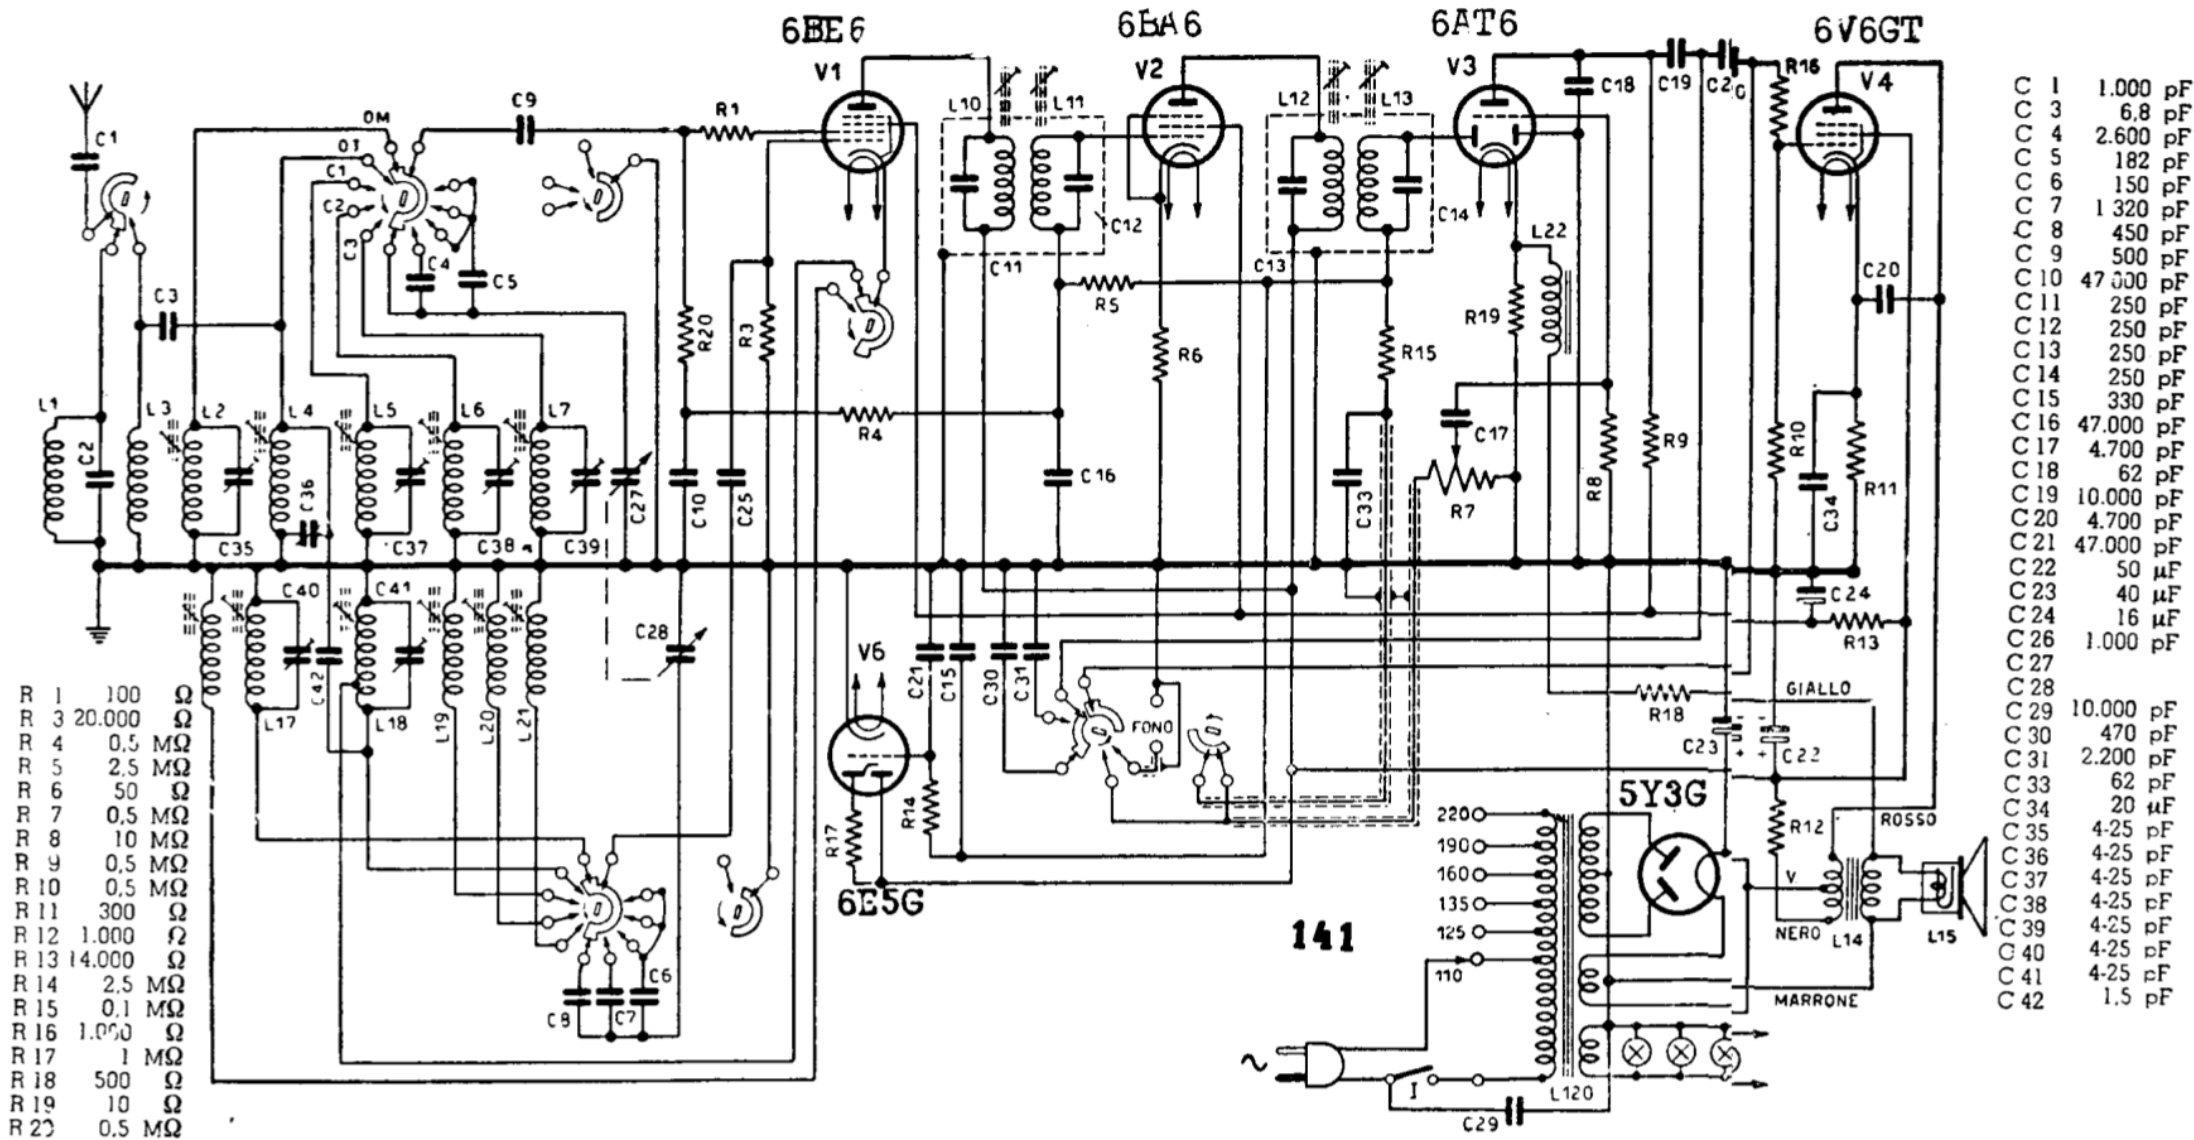 6BE6
6BA6
6AT6
6V6GT
V1
V2
V3
V4
C1
C9
R1
OM
OT
C1
C2
C3
C4
C5
C3
L10
L11
C12
C11
L12
L13
C14
C13
L22
C18
C19
R16
C20
R5
R20
R3
R6
R15
R19
R4
C17
R7
R8
R9
R10
C34
R11
L1
C2
L3
L2
L4
L5
L6
L7
C36
C35
C37
C38
C39
C27
C10
C25
C16
C33
C40
C41
C42
L17
L18
L19
L20
L21
C28
V6
C21
C15
C30
C31
FONO
R17
R14
6E5G
C24
R13
GIALLO
R18
C23
C22
5Y3G
R12
ROSSO
V
NERO
L14
L15
MARRONE
220
190
160
135
125
110
141
C8
C7
C6
I
C29
L120
R 1 100 Ω
R 3 20.000 Ω
R 4 0,5 MΩ
R 5 2,5 MΩ
R 6 50 Ω
R 7 0,5 MΩ
R 8 10 MΩ
R 9 0,5 MΩ
R 10 0,5 MΩ
R 11 300 Ω
R 12 1.000 Ω
R 13 14.000 Ω
R 14 2,5 MΩ
R 15 0,1 MΩ
R 16 1.000 Ω
R 17 1 MΩ
R 18 500 Ω
R 19 10 Ω
R 20 0,5 MΩ
C 1 1.000 pF
C 3 6,8 pF
C 4 2.600 pF
C 5 182 pF
C 6 150 pF
C 7 1 320 pF
C 8 450 pF
C 9 500 pF
C 10 47 000 pF
C 11 250 pF
C 12 250 pF
C 13 250 pF
C 14 250 pF
C 15 330 pF
C 16 47.000 pF
C 17 4.700 pF
C 18 62 pF
C 19 10.000 pF
C 20 4.700 pF
C 21 47.000 pF
C 22 50 µF
C 23 40 µF
C 24 16 µF
C 26 1.000 pF
C 27
C 28
C 29 10.000 pF
C 30 470 pF
C 31 2.200 pF
C 33 62 pF
C 34 20 µF
C 35 4-25 pF
C 36 4-25 pF
C 37 4-25 pF
C 38 4-25 pF
C 39 4-25 pF
C 40 4-25 pF
C 41 4-25 pF
C 42 1,5 pF